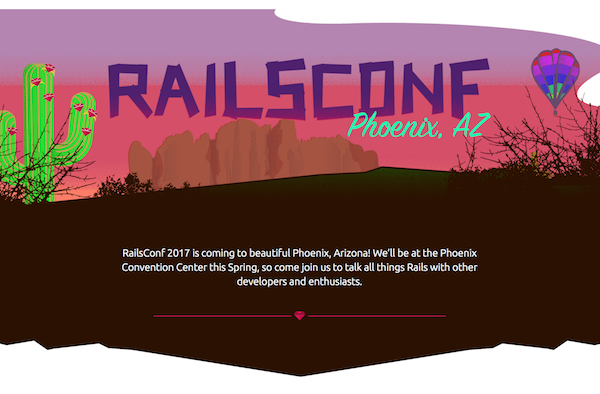 RAILSCONF
Phoenix, AZ
RailsConf 2017 is coming to beautiful Phoenix, Arizona! We'll be at the Phoenix
Convention Center this Spring, so come join us to talk all things Rails with other
developers and enthusiasts.